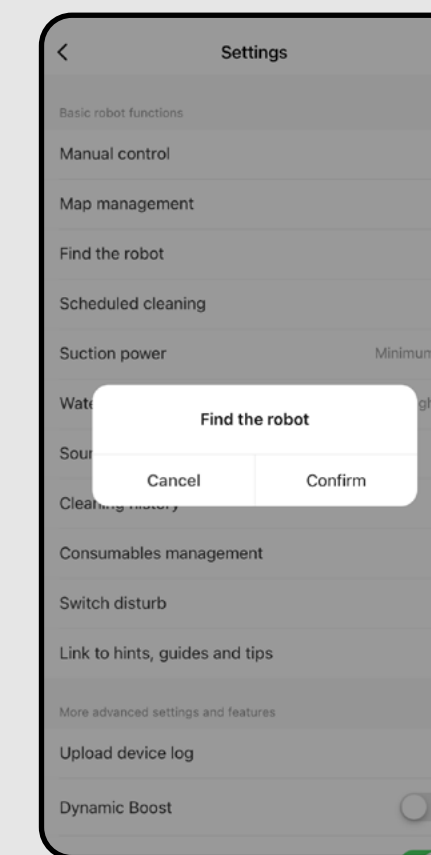 Settings
Basic robot functions
Manual control
Map management
Find the robot
Scheduled cleaning
Suction power Minimum
Find the robot
Cancel Confirm
Consumables management
Switch disturb
Link to hints, guides and tips
More advanced settings and features
Upload device log
Dynamic Boost